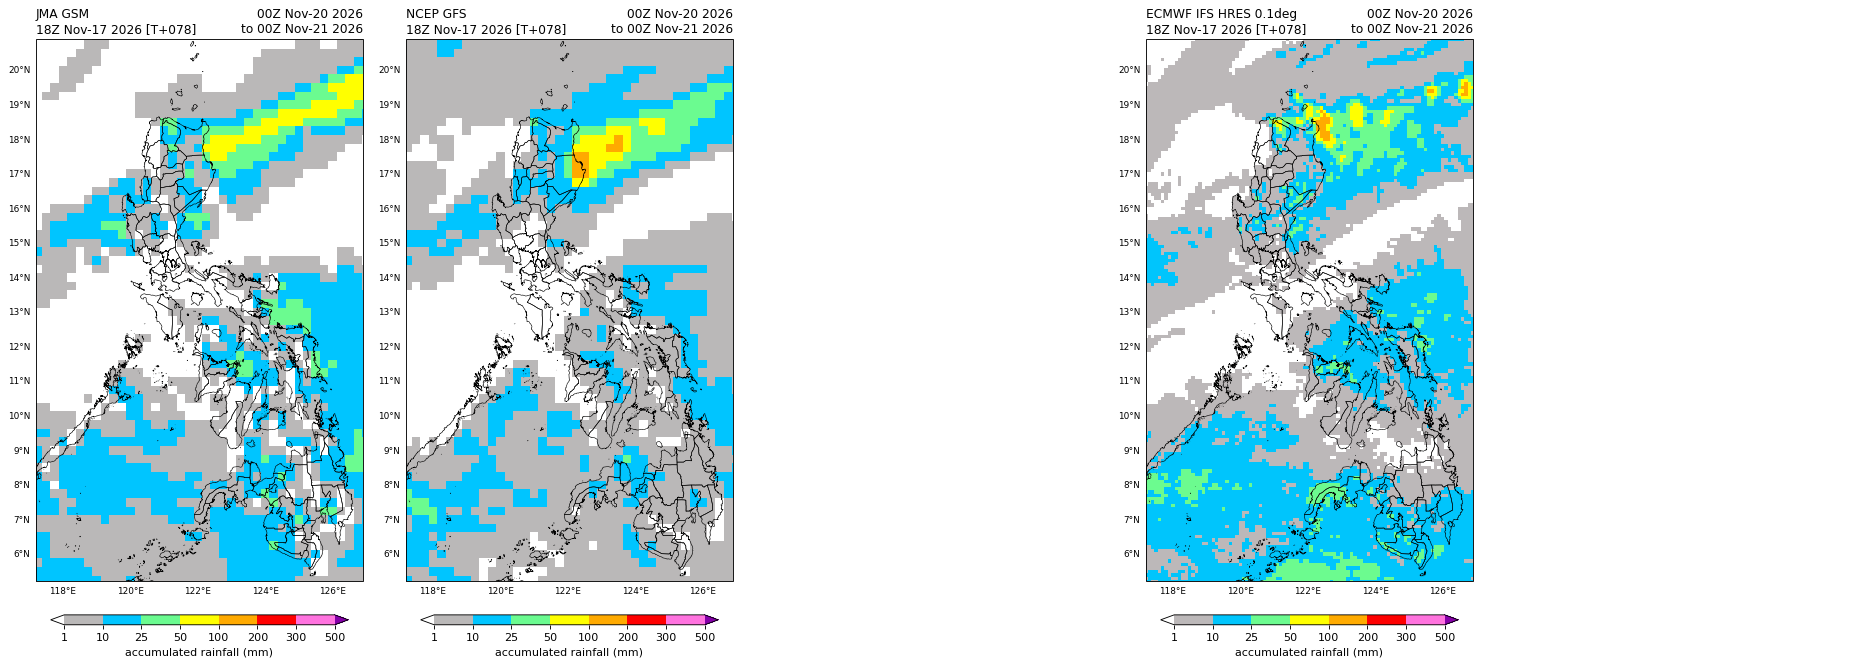 JMA GSM 00Z Nov-20 2026
18Z Nov-17 2026 [T+078] to 00Z Nov-21 2026
20°N
19°N
18°N
17°N
16°N
15°N
14°N
13°N
12°N
11°N
10°N
9°N
8°N
7°N
6°N
118°E 120°E 122°E 124°E 126°E
1 10 25 50 100 200 300 500
accumulated rainfall (mm)
NCEP GFS 00Z Nov-20 2026
18Z Nov-17 2026 [T+078] to 00Z Nov-21 2026
20°N
19°N
18°N
17°N
16°N
15°N
14°N
13°N
12°N
11°N
10°N
9°N
8°N
7°N
6°N
118°E 120°E 122°E 124°E 126°E
1 10 25 50 100 200 300 500
accumulated rainfall (mm)
ECMWF IFS HRES 0.1deg 00Z Nov-20 2026
18Z Nov-17 2026 [T+078] to 00Z Nov-21 2026
20°N
19°N
18°N
17°N
16°N
15°N
14°N
13°N
12°N
11°N
10°N
9°N
8°N
7°N
6°N
118°E 120°E 122°E 124°E 126°E
1 10 25 50 100 200 300 500
accumulated rainfall (mm)